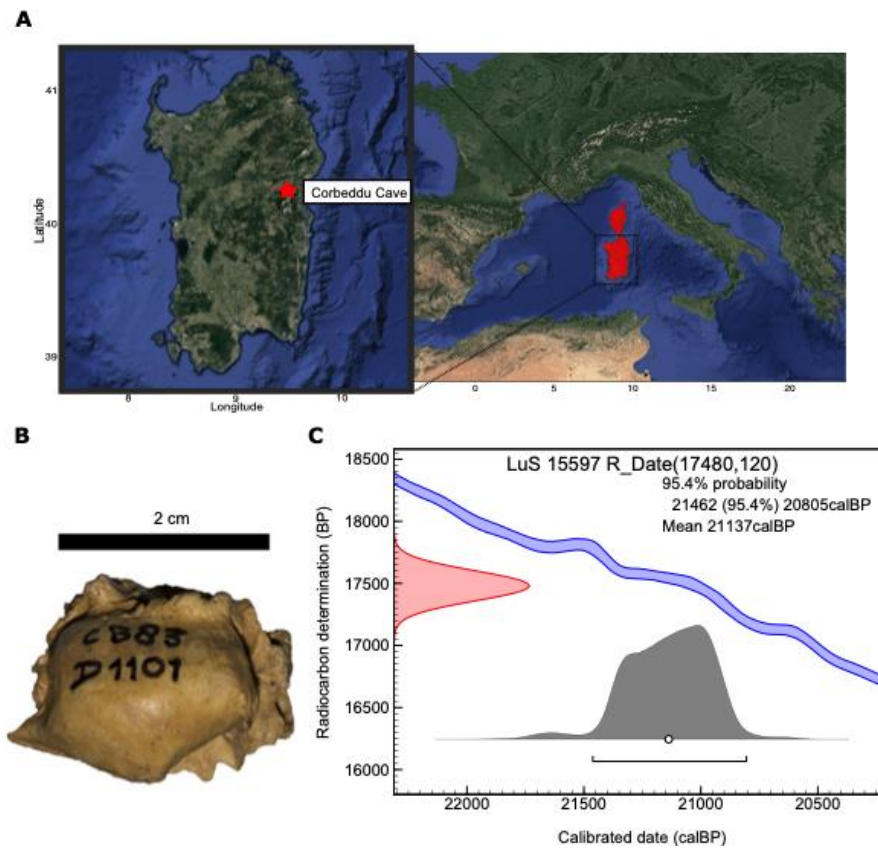 A
41
40
39
Latitude
8
9
10
Longitude
Corbeddu Cave
0
5
10
15
20
B
2 cm
CB83
D1101
C
LuS 15597 R_Date(17480,120)
95.4% probability
21462 (95.4%) 20805calBP
Mean 21137calBP
Radiocarbon determination (BP)
18500
18000
17500
17000
16500
16000
22000
21500
21000
20500
Calibrated date (calBP)